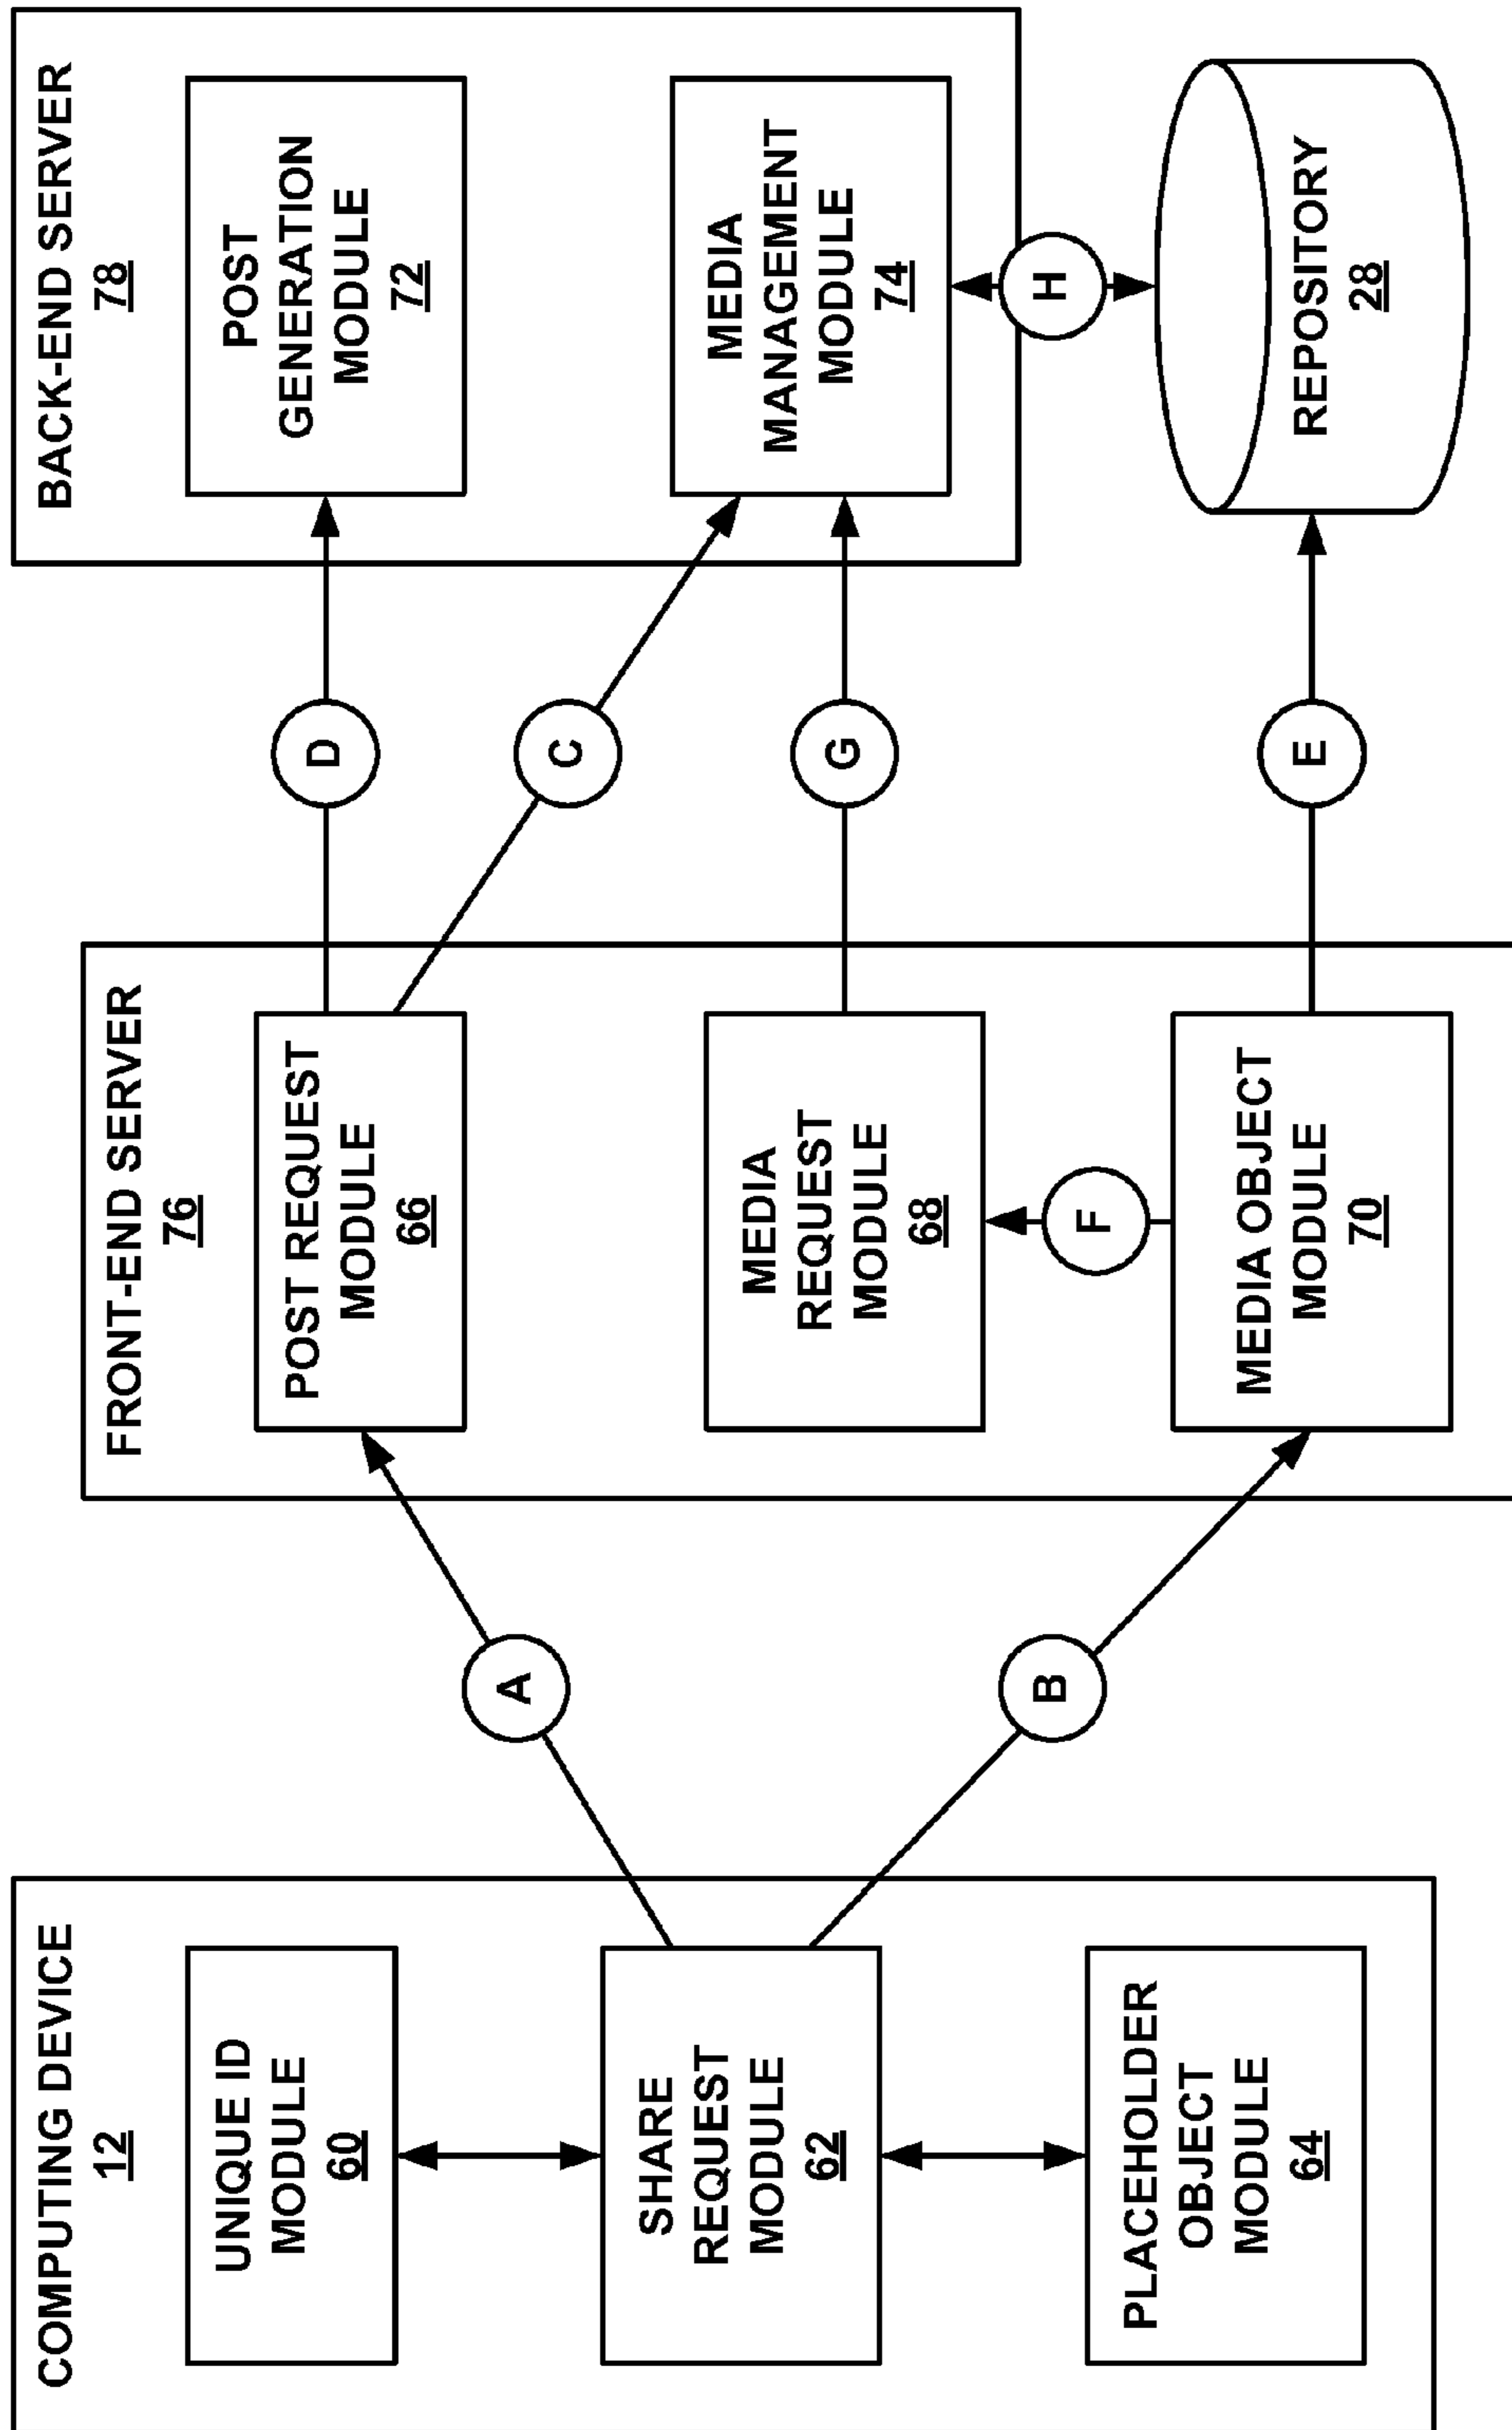 COMPUTING DEVICE
12
UNIQUE ID
MODULE
60
SHARE
REQUEST
MODULE
62
PLACEHOLDER
OBJECT
MODULE
64
A
B
FRONT-END SERVER
76
POST REQUEST
MODULE
66
MEDIA
REQUEST
MODULE
68
F
MEDIA OBJECT
MODULE
70
D
C
G
E
BACK-END SERVER
78
POST
GENERATION
MODULE
72
MEDIA
MANAGEMENT
MODULE
74
H
REPOSITORY
28